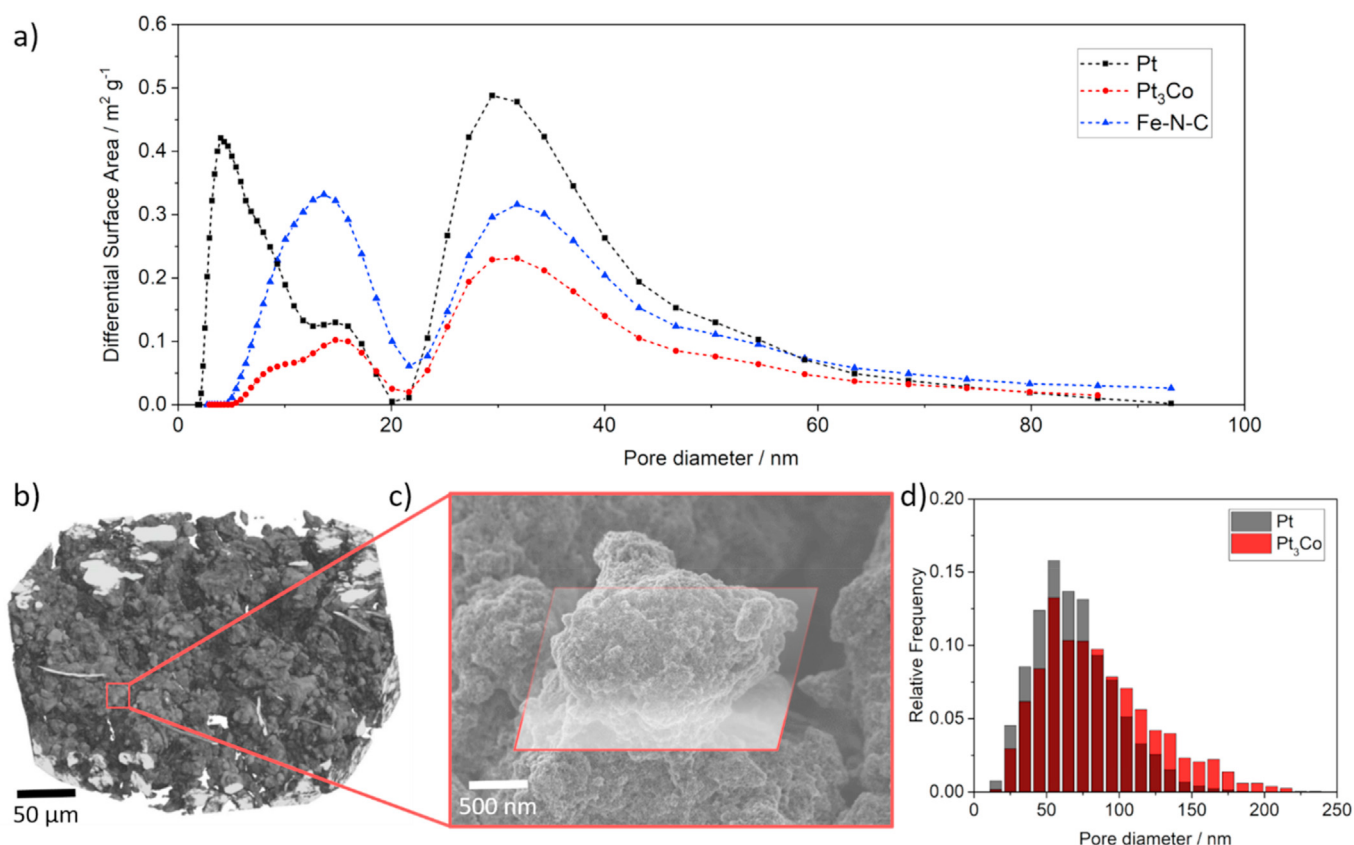 a)
Differential Surface Area / m² g⁻¹
0.6
0.5
0.4
0.3
0.2
0.1
0.0
0
20
40
60
80
100
Pore diameter / nm
Pt
Pt₃Co
Fe-N-C
b)
50 µm
c)
500 nm
d)
Relative Frequency
0.20
0.15
0.10
0.05
0.00
0
50
100
150
200
250
Pore diameter / nm
Pt
Pt₃Co